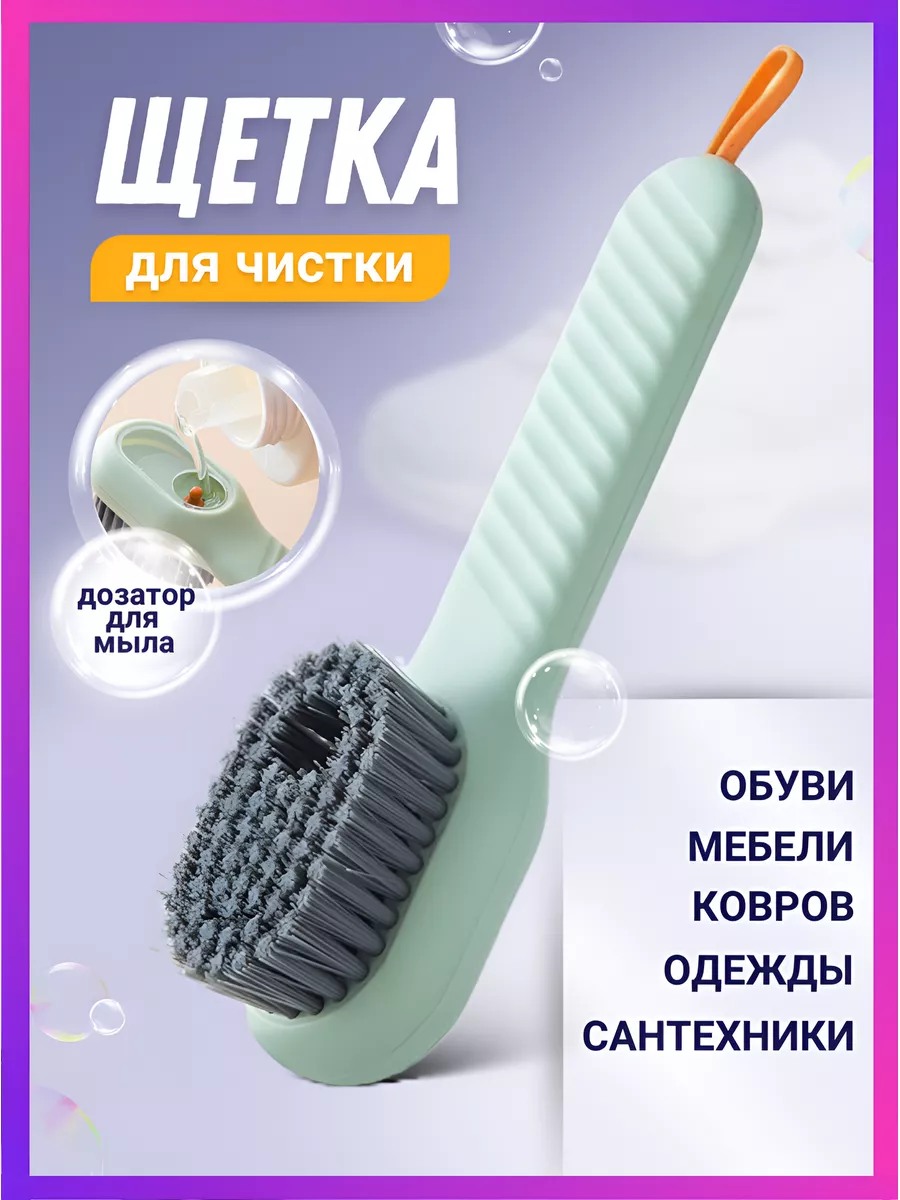 ЩЕТКА
ДЛЯ ЧИСТКИ
дозатор
для
мыла
ОБУВИ
МЕБЕЛИ
КОВРОВ
ОДЕЖДЫ
САНТЕХНИКИ